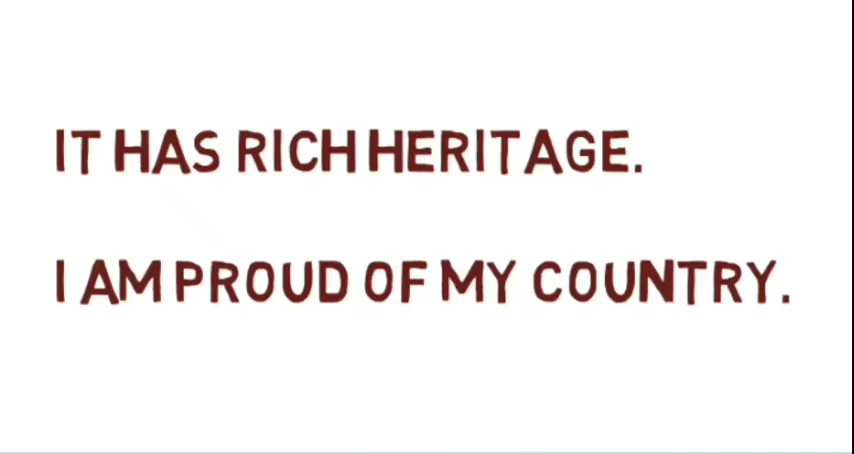 IT HAS RICH HERITAGE.
I AM PROUD OF MY COUNTRY.